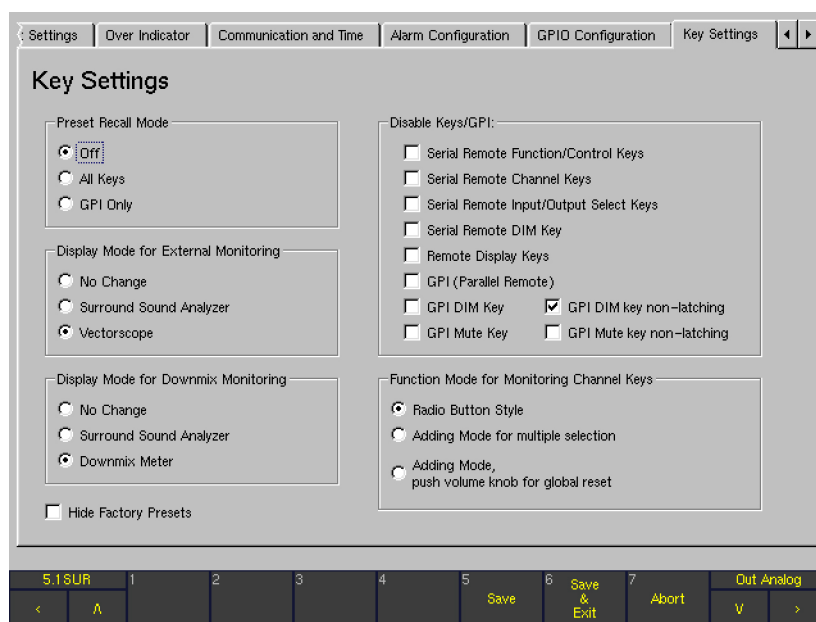 : Settings
Over Indicator
Communication and Time
Alarm Configuration
GPIO Configuration
Key Settings
Key Settings
Preset Recall Mode
Off
All Keys
GPI Only
Display Mode for External Monitoring
No Change
Surround Sound Analyzer
Vectorscope
Display Mode for Downmix Monitoring
No Change
Surround Sound Analyzer
Downmix Meter
Hide Factory Presets
Disable Keys/GPI:
Serial Remote Function/Control Keys
Serial Remote Channel Keys
Serial Remote Input/Output Select Keys
Serial Remote DIM Key
Remote Display Keys
GPI (Parallel Remote)
GPI DIM Key
GPI DIM key non-latching
GPI Mute Key
GPI Mute key non-latching
Function Mode for Monitoring Channel Keys
Radio Button Style
Adding Mode for multiple selection
Adding Mode,
push volume knob for global reset
5.1SUR
< Λ
1
2
3
4
5
Save
6
Save
&
Exit
7
Abort
Out Analog
V >